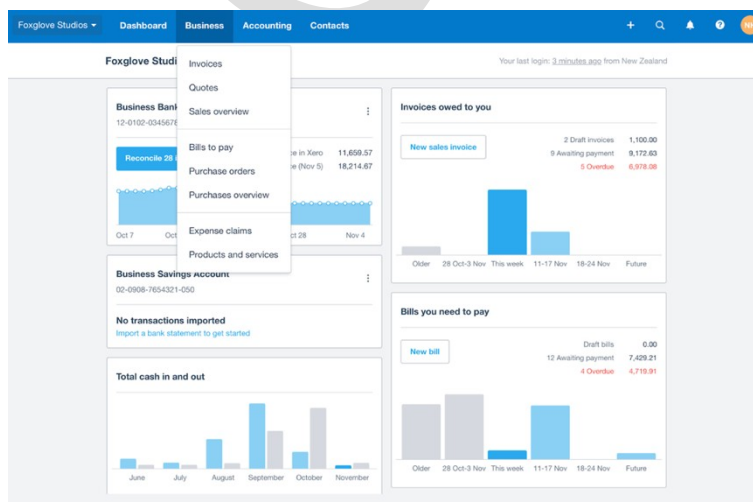 Foxglove Studios Dashboard Business Accounting Contacts
Foxglove Studi
Your last login: 3 minutes ago from New Zealand
Invoices
Quotes
Sales overview
Bills to pay
Purchase orders
Purchases overview
Expense claims
Products and services
Business Bank
12-0102-0345678
Reconcile 28
ce in Xero 11,659.57
ce (Nov 5) 18,214.67
Oct 7 Oct ct 28 Nov 4
Business Savings Account
02-0908-7654321-050
No transactions imported
Import a bank statement to get started
Total cash in and out
June July August September October November
Invoices owed to you
New sales invoice
2 Draft invoices 1,100.00
9 Awaiting payment 9,172.63
5 Overdue 6,978.08
Older 28 Oct-3 Nov This week 11-17 Nov 18-24 Nov Future
Bills you need to pay
New bill
Draft bills 0.00
12 Awaiting payment 7,429.21
4 Overdue 4,719.91
Older 28 Oct-3 Nov This week 11-17 Nov 18-24 Nov Future